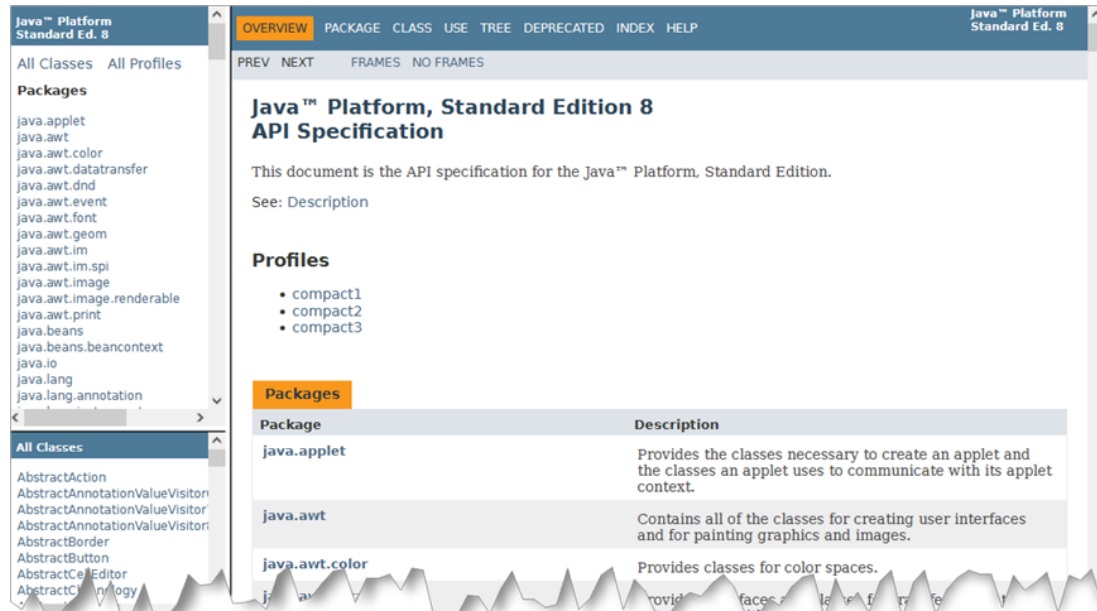 Java™ Platform
Standard Ed. 8
All Classes All Profiles
Packages
java.applet
java.awt
java.awt.color
java.awt.datatransfer
java.awt.dnd
java.awt.event
java.awt.font
java.awt.geom
java.awt.im
java.awt.im.spi
java.awt.image
java.awt.image.renderable
java.awt.print
java.beans
java.beans.beancontext
java.io
java.lang
java.lang.annotation
All Classes
AbstractAction
AbstractAnnotationValueVisitor
AbstractAnnotationValueVisitor
AbstractAnnotationValueVisitor
AbstractBorder
AbstractButton
OVERVIEW PACKAGE CLASS USE TREE DEPRECATED INDEX HELP
Java™ Platform
Standard Ed. 8
PREV NEXT FRAMES NO FRAMES
Java™ Platform, Standard Edition 8
API Specification
This document is the API specification for the Java™ Platform, Standard Edition.
See: Description
Profiles
• compact1
• compact2
• compact3
Packages
Package Description
java.applet Provides the classes necessary to create an applet and
the classes an applet uses to communicate with its applet
context.
java.awt Contains all of the classes for creating user interfaces
and for painting graphics and images.
java.awt.color Provides classes for color spaces.